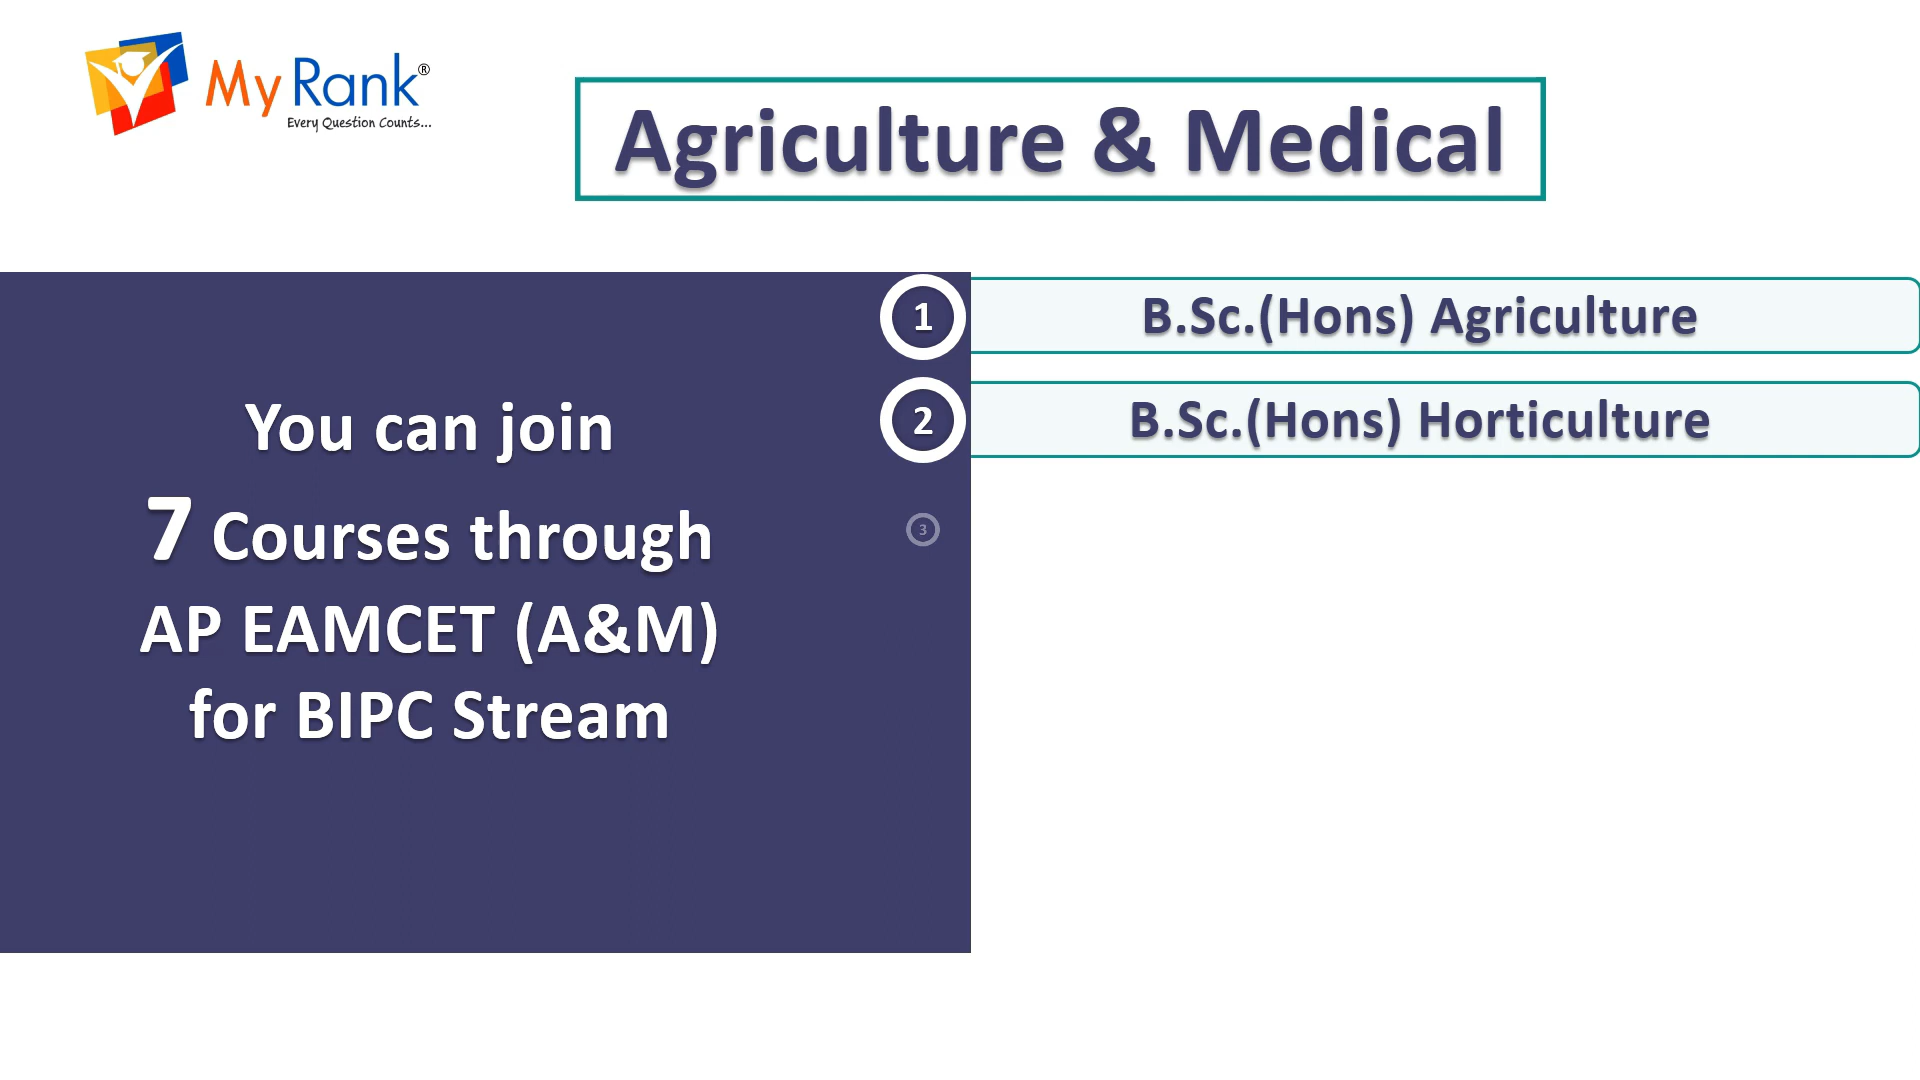 My Rank®
Every Question Counts...
Agriculture & Medical
You can join
7 Courses through
AP EAMCET (A&M)
for BIPC Stream
1
B.Sc.(Hons) Agriculture
2
B.Sc.(Hons) Horticulture
3